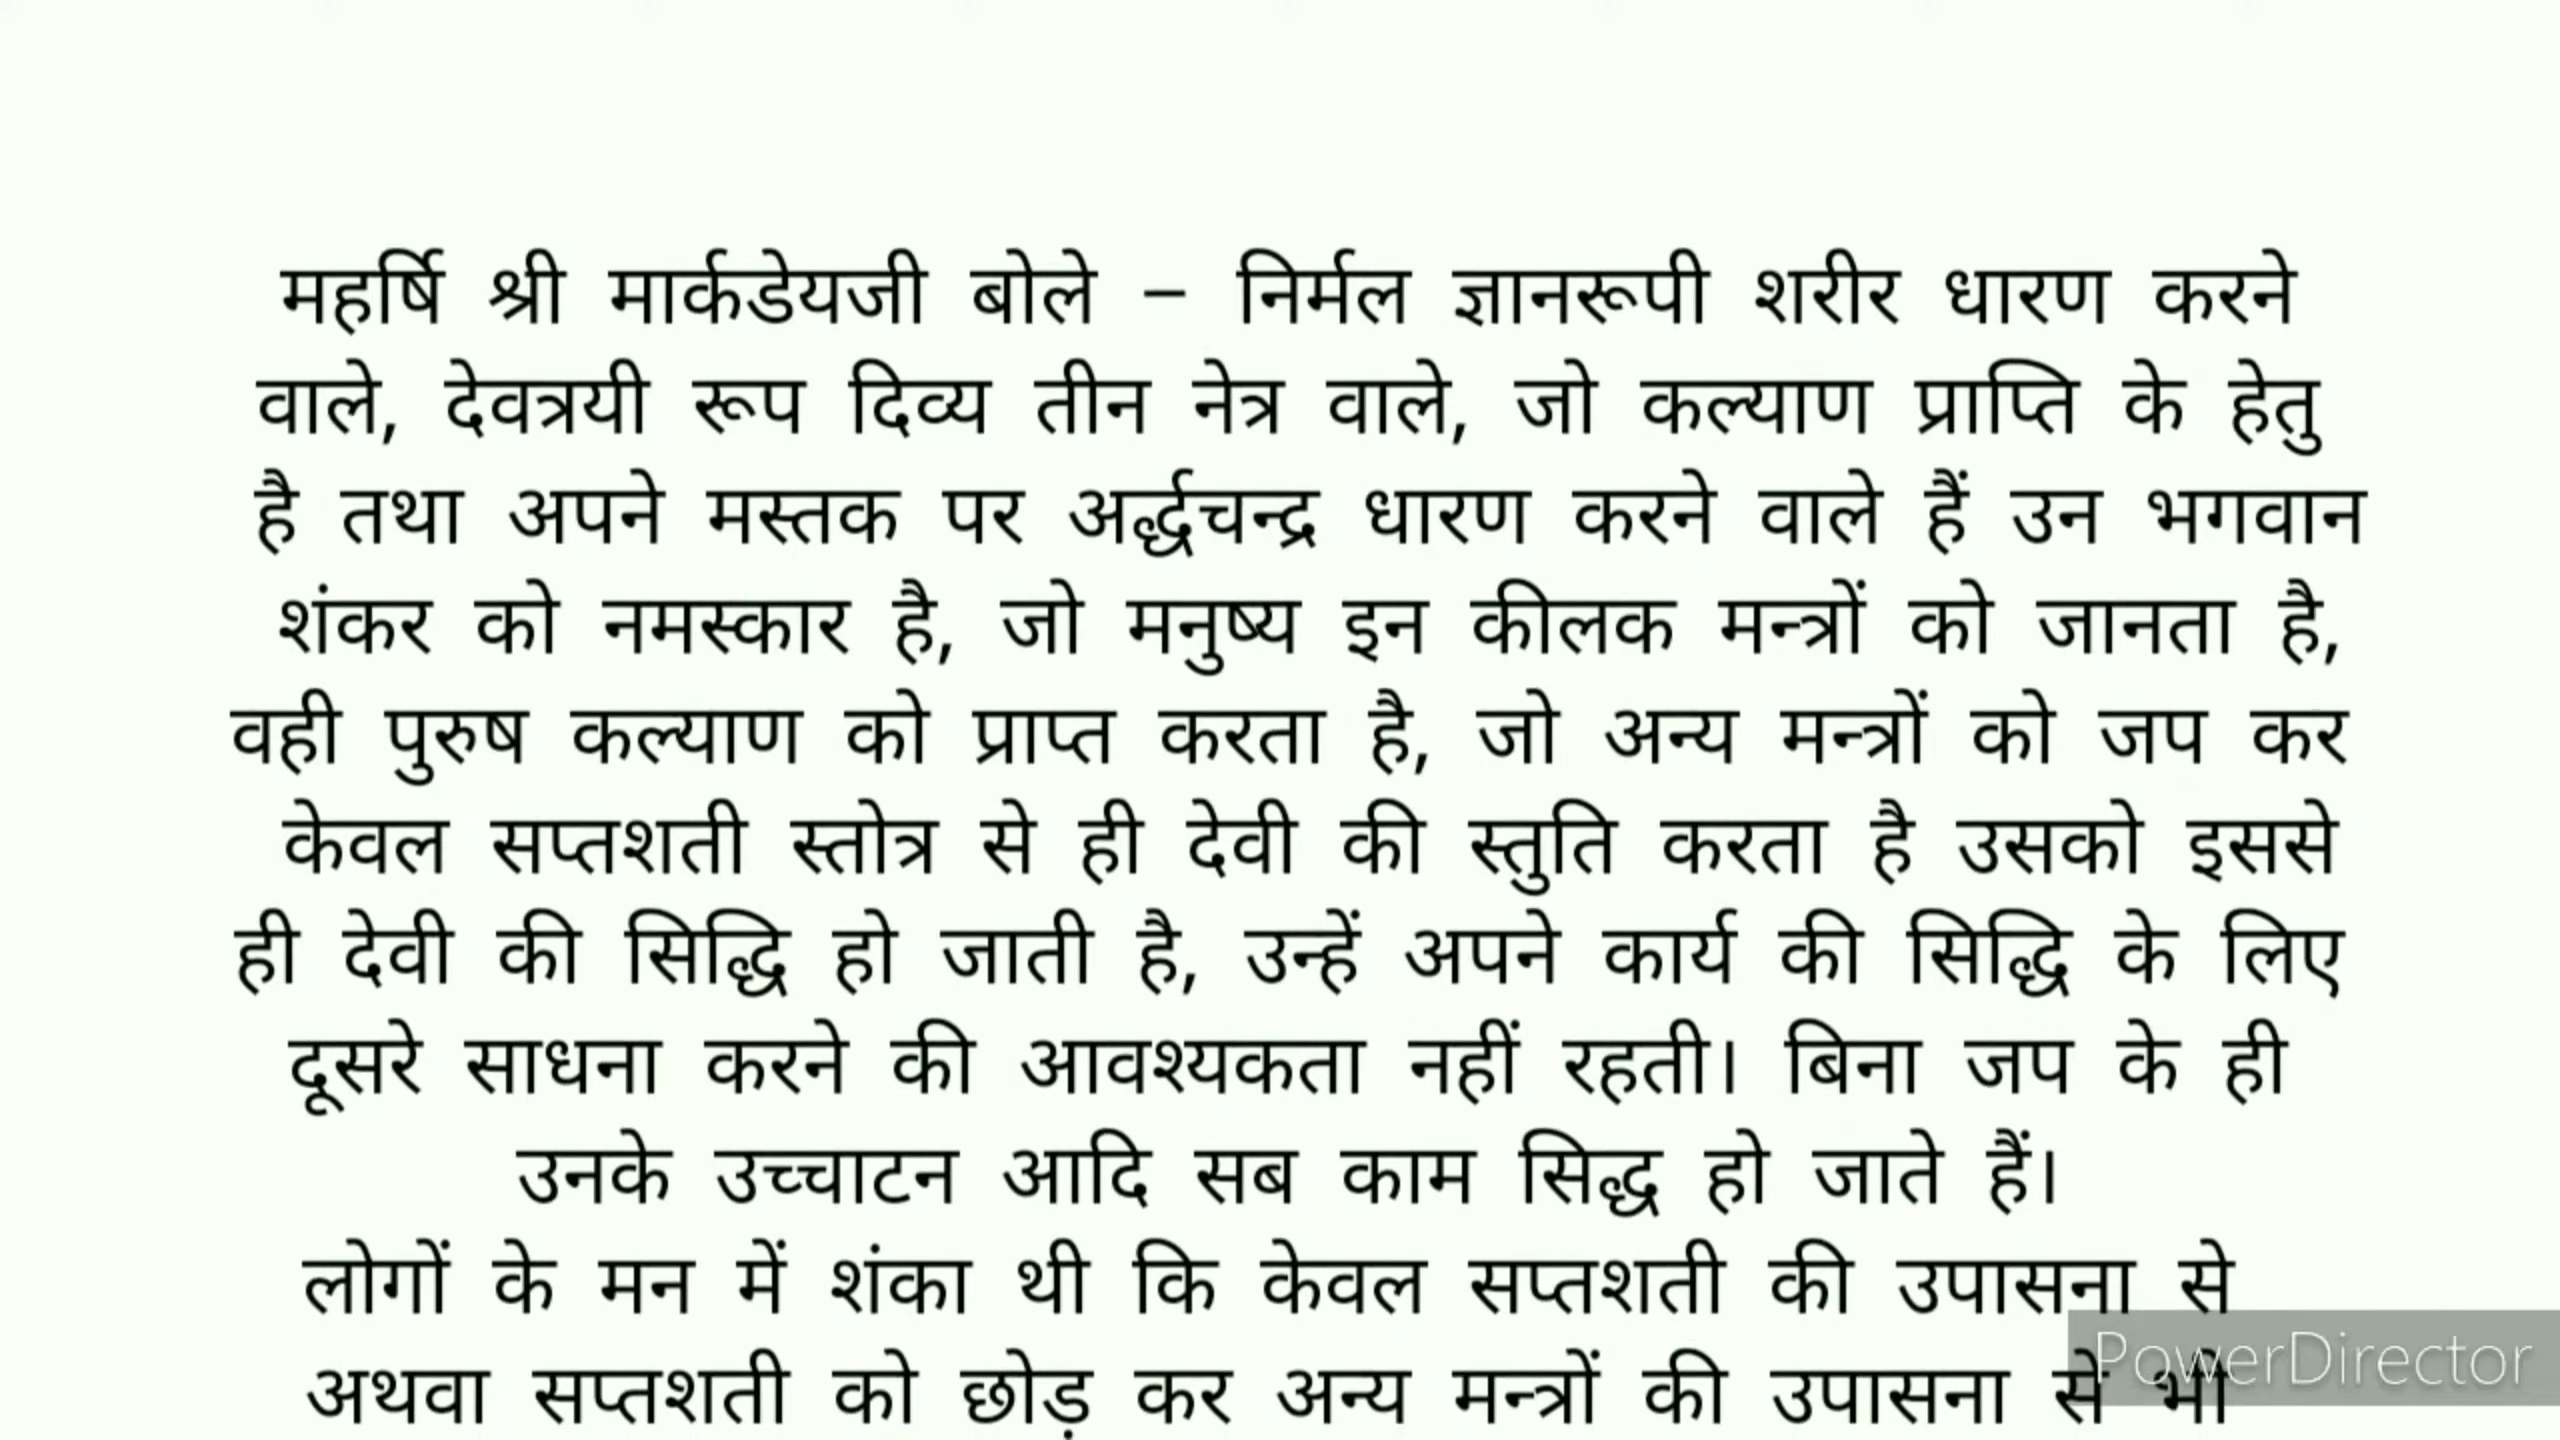 महर्षि श्री मार्कडेयजी बोले – निर्मल ज्ञानरूपी शरीर धारण करने
वाले, देवत्रयी रूप दिव्य तीन नेत्र वाले, जो कल्याण प्राप्ति के हेतु
है तथा अपने मस्तक पर अर्द्धचन्द्र धारण करने वाले हैं उन भगवान
शंकर को नमस्कार है, जो मनुष्य इन कीलक मन्त्रों को जानता है,
वही पुरुष कल्याण को प्राप्त करता है, जो अन्य मन्त्रों को जप कर
केवल सप्तशती स्तोत्र से ही देवी की स्तुति करता है उसको इससे
ही देवी की सिद्धि हो जाती है, उन्हें अपने कार्य की सिद्धि के लिए
दूसरे साधना करने की आवश्यकता नहीं रहती। बिना जप के ही
उनके उच्चाटन आदि सब काम सिद्ध हो जाते हैं।
लोगों के मन में शंका थी कि केवल सप्तशती की उपासना से
अथवा सप्तशती को छोड़ कर अन्य मन्त्रों की उपासना से भी
PowerDirector